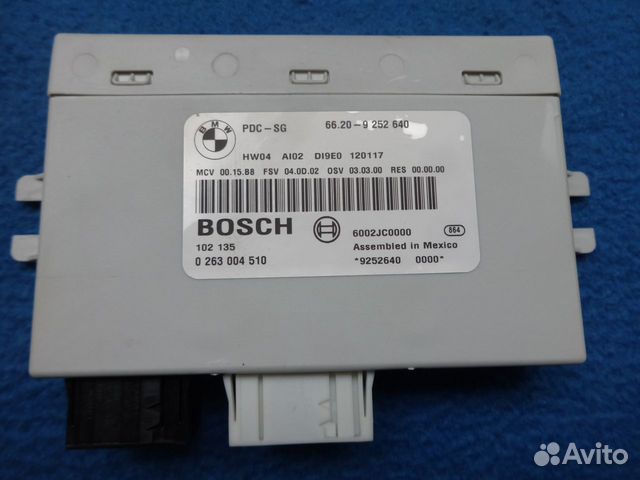 BMW
PDC-SG 66.20-9 252 640
HW04 AI02 DI9E0 120117
MCV 00.15.B8 FSV 04.0D.02 OSV 03.03.00 RES 00.00.00
BOSCH 6002JC0000 864
102 135 Assembled in Mexico
0 263 004 510 *9252640 0000*
Avito